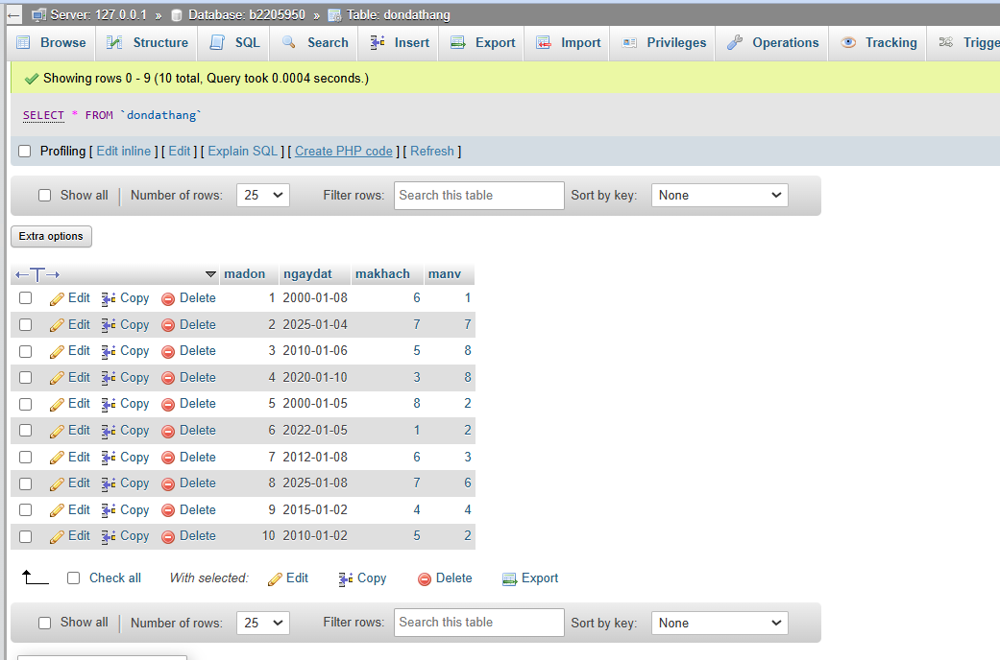 Server: 127.0.0.1 » Database: b2205950 » Table: dondathang
Browse Structure SQL Search Insert Export Import Privileges Operations Tracking
Showing rows 0 - 9 (10 total, Query took 0.0004 seconds.)
SELECT * FROM `dondathang`
Profiling [ Edit inline ] [ Edit ] [ Explain SQL ] [ Create PHP code ] [ Refresh ]
Show all Number of rows: 25 Filter rows: Search this table Sort by key: None
Extra options
madon ngaydat makhach manv
Edit Copy Delete 1 2000-01-08 6 1
Edit Copy Delete 2 2025-01-04 7 7
Edit Copy Delete 3 2010-01-06 5 8
Edit Copy Delete 4 2020-01-10 3 8
Edit Copy Delete 5 2000-01-05 8 2
Edit Copy Delete 6 2022-01-05 1 2
Edit Copy Delete 7 2012-01-08 6 3
Edit Copy Delete 8 2025-01-08 7 6
Edit Copy Delete 9 2015-01-02 4 4
Edit Copy Delete 10 2010-01-02 5 2
Check all With selected: Edit Copy Delete Export
Show all Number of rows: 25 Filter rows: Search this table Sort by key: None